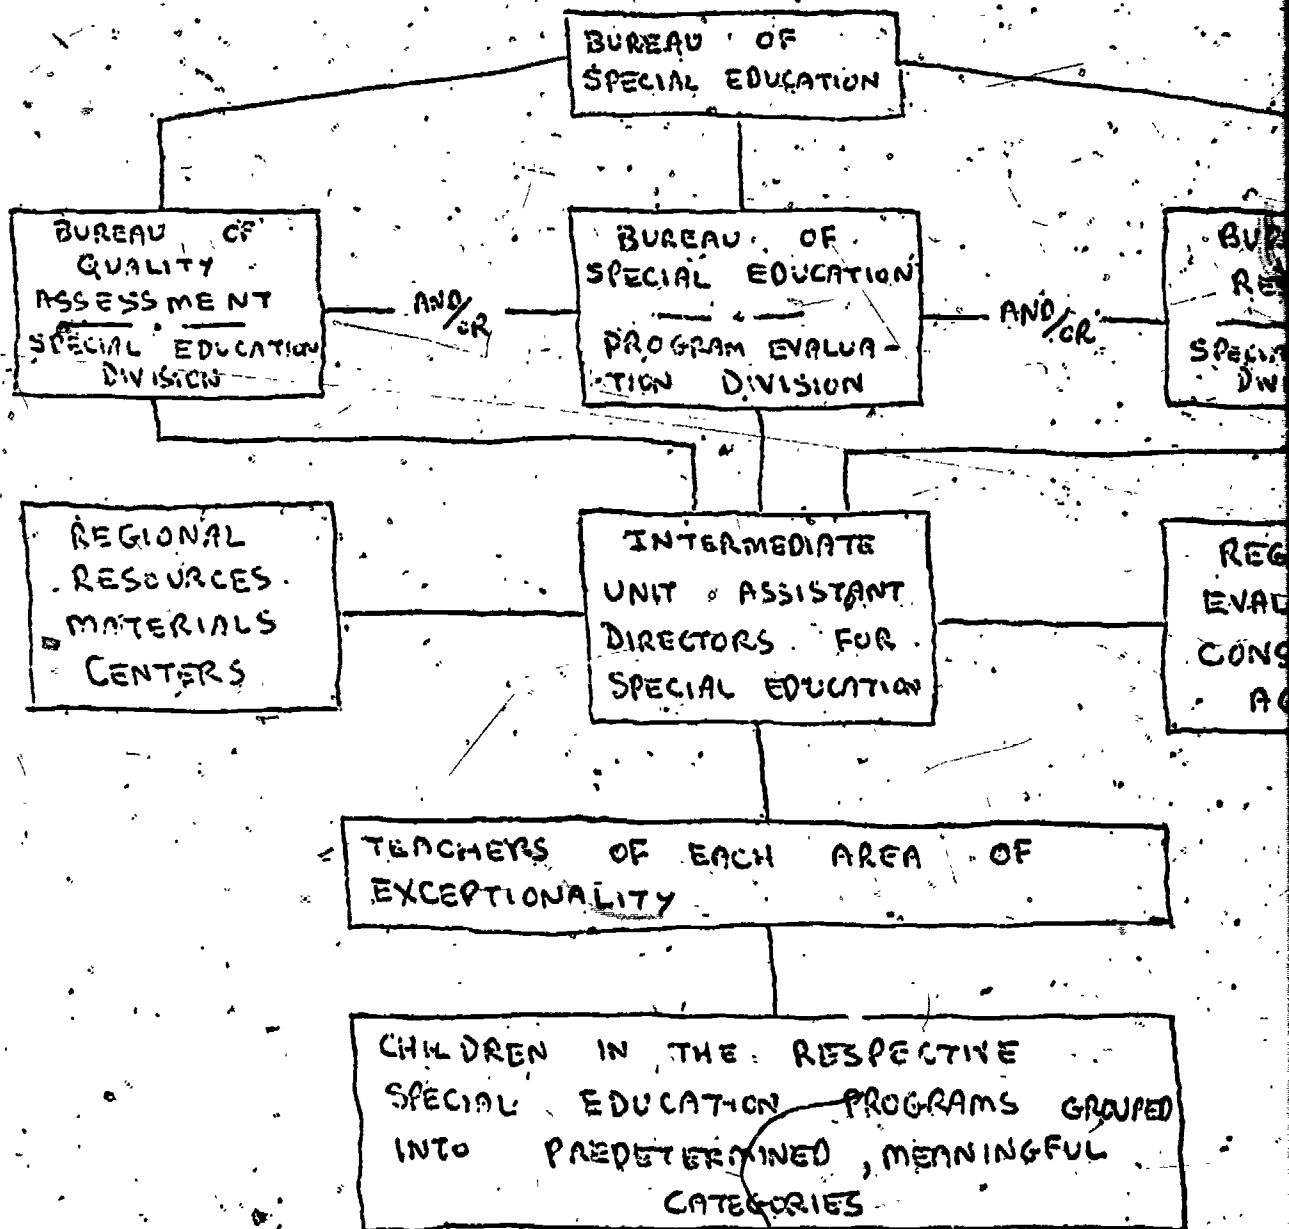 BUREAU OF
SPECIAL EDUCATION
BUREAU OF
QUALITY
ASSESSMENT
SPECIAL EDUCATION
DIVISION
AND/OR
BUREAU OF
SPECIAL EDUCATION
PROGRAM EVALUA-
TION DIVISION
AND/OR
REGIONAL
RESOURCES
MATERIALS
CENTERS
INTERMEDIATE
UNIT ASSISTANT
DIRECTORS FOR
SPECIAL EDUCATION
TEACHERS OF EACH AREA OF
EXCEPTIONALITY
CHILDREN IN THE RESPECTIVE
SPECIAL EDUCATION PROGRAMS GROUPED
INTO PREDETERMINED, MEANINGFUL
CATEGORIES